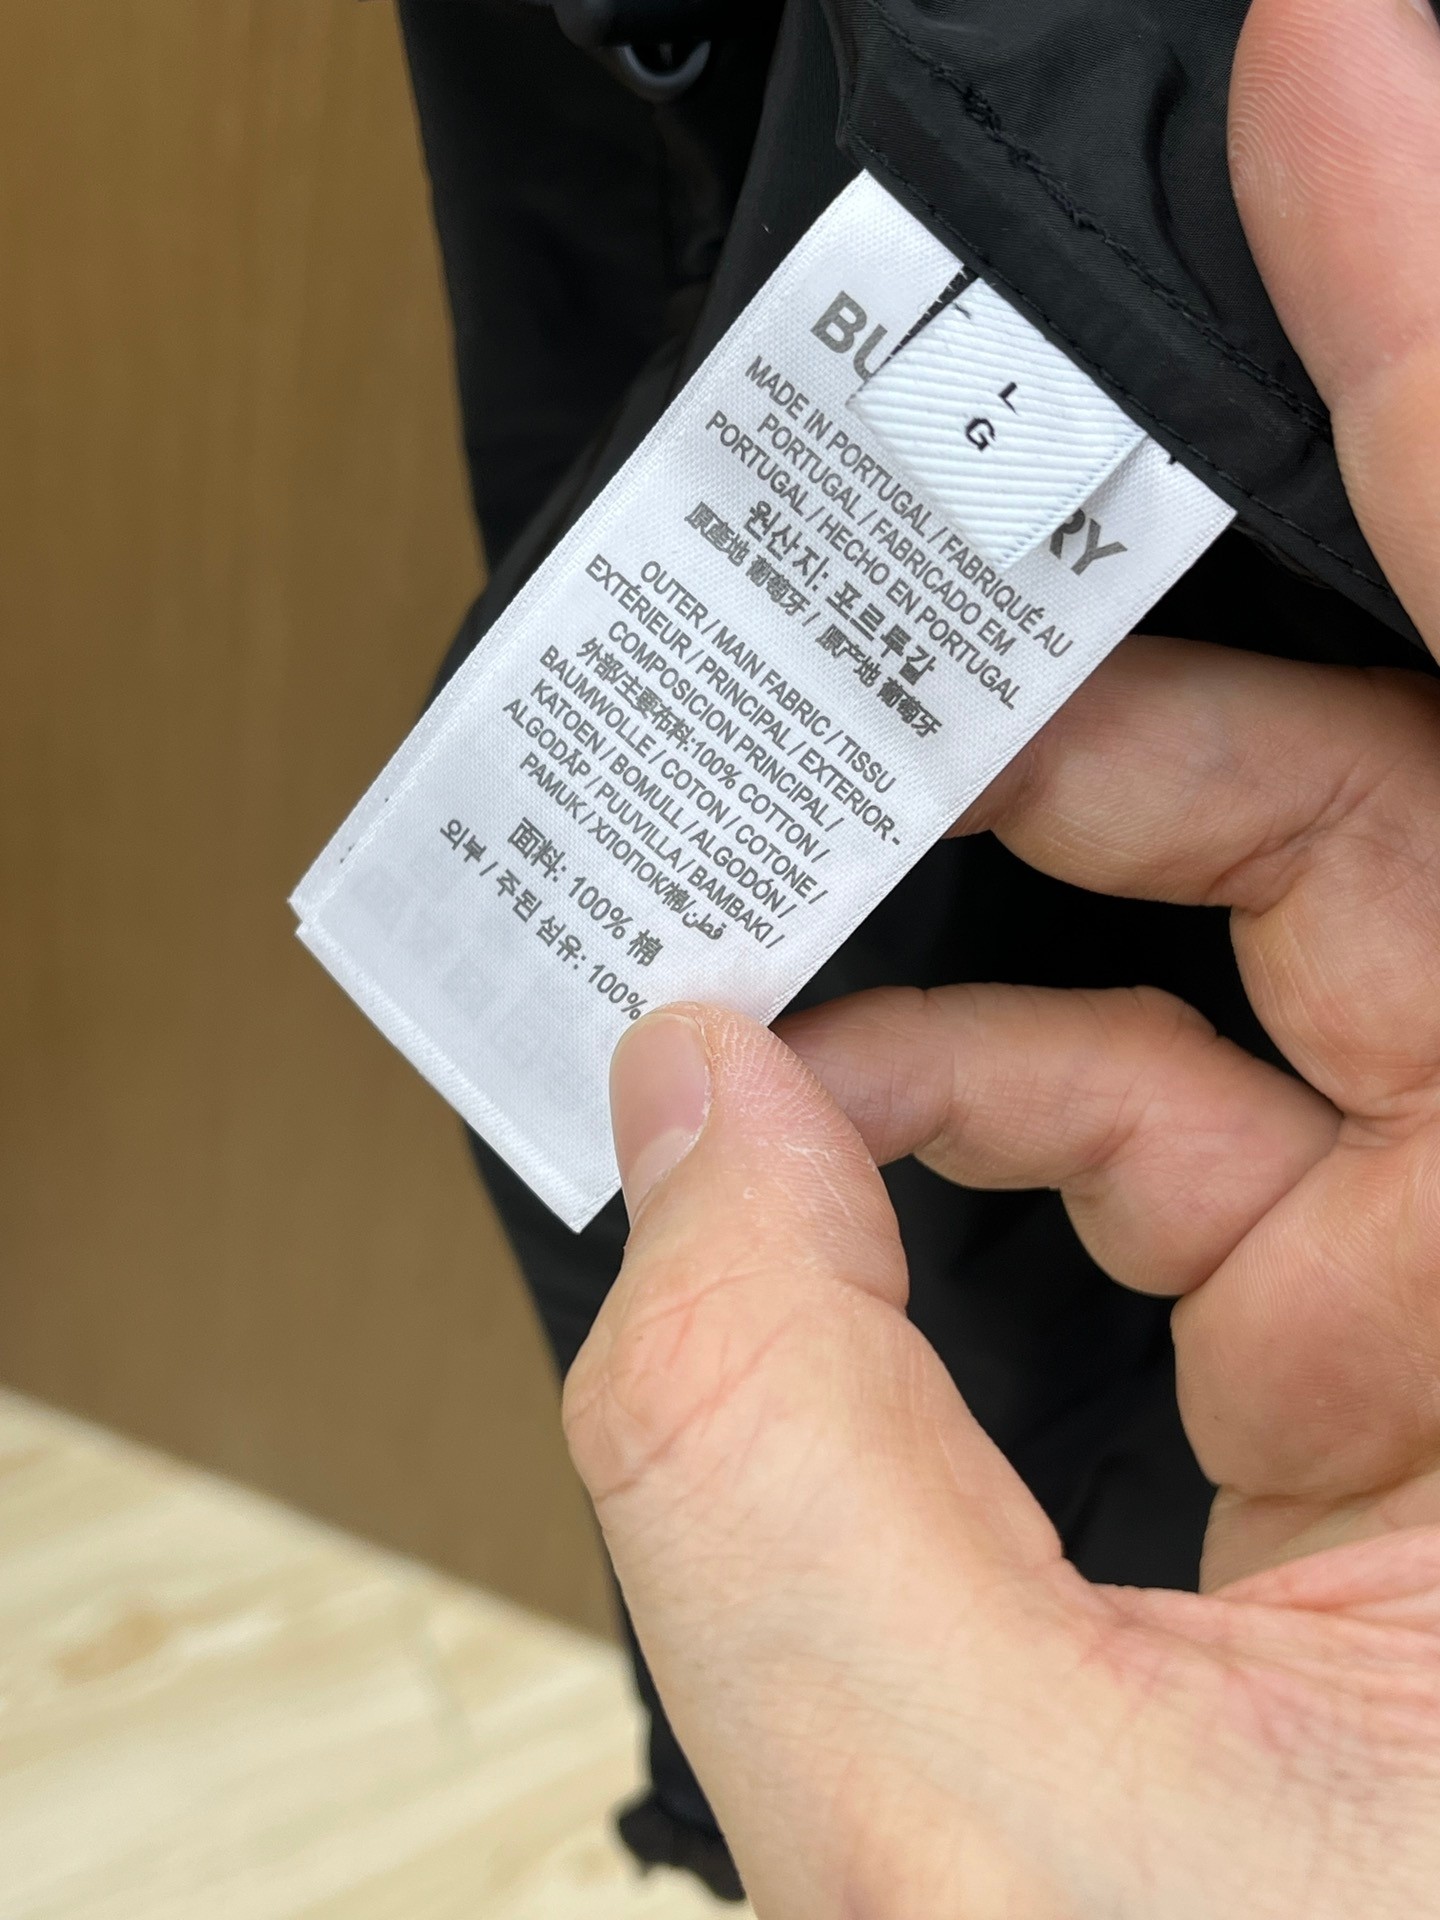 BU RY
L
G
MADE IN PORTUGAL / FABRIQUÉ AU
PORTUGAL / FABRICADO EM
PORTUGAL / HECHO EN PORTUGAL
원산지: 포르투갈
原產地 葡萄牙 / 原产地 葡萄牙
OUTER / MAIN FABRIC / TISSU
EXTÉRIEUR / PRINCIPAL / EXTERIOR -
COMPOSICION PRINCIPAL /
外部/主要布料:100% COTTON /
BAUMWOLLE / COTON / COTONE /
KATOEN / BOMULL / ALGODÓN /
ALGODÃP / PUUVILLA / BAMBAKI /
PAMUK / ХЛОПОК/棉/قطن
面料: 100% 棉
외부 / 주된 섬유: 100%